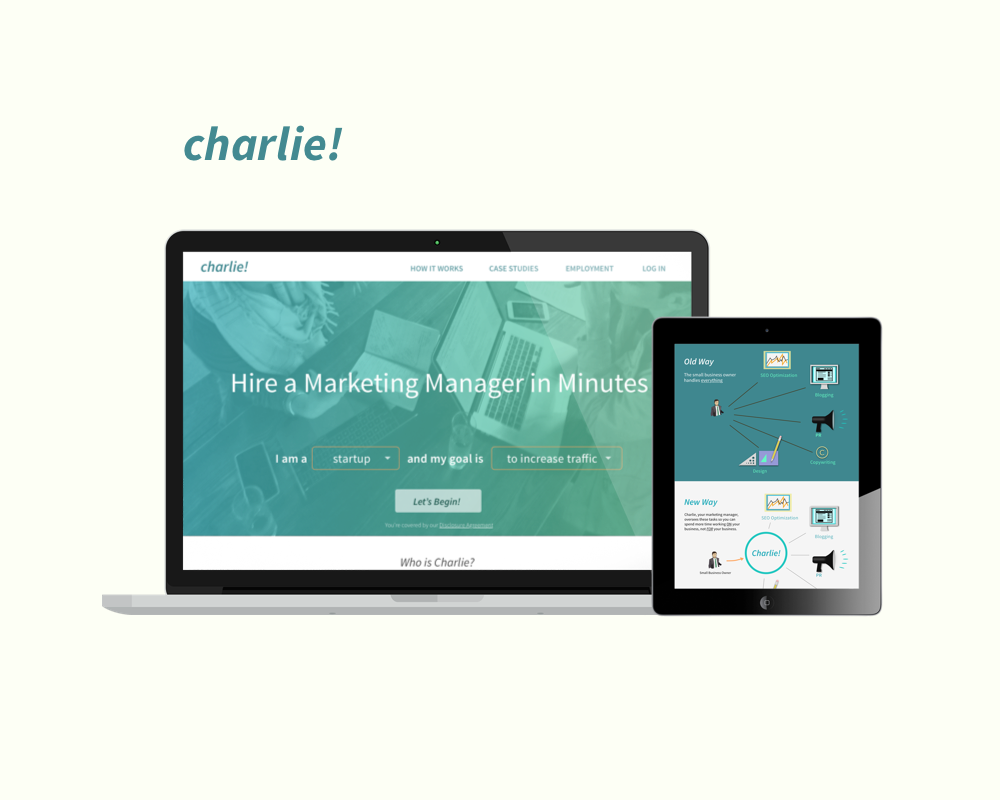 charlie!
charlie!
HOW IT WORKS
CASE STUDIES
EMPLOYMENT
LOG IN
Hire a Marketing Manager in Minutes
I am a startup and my goal is to increase traffic
Let's Begin!
You're covered by our Disclosure Agreement
Who is Charlie?
Old Way
The small business owner
handles everything
SEO Optimization
Blogging
PR
Copywriting
Design
New Way
Charlie, your marketing manager,
oversees these tasks so you can
spend more time working ON your
business, not FOR your business.
SEO Optimization
Blogging
Charlie!
Small Business Owner
PR